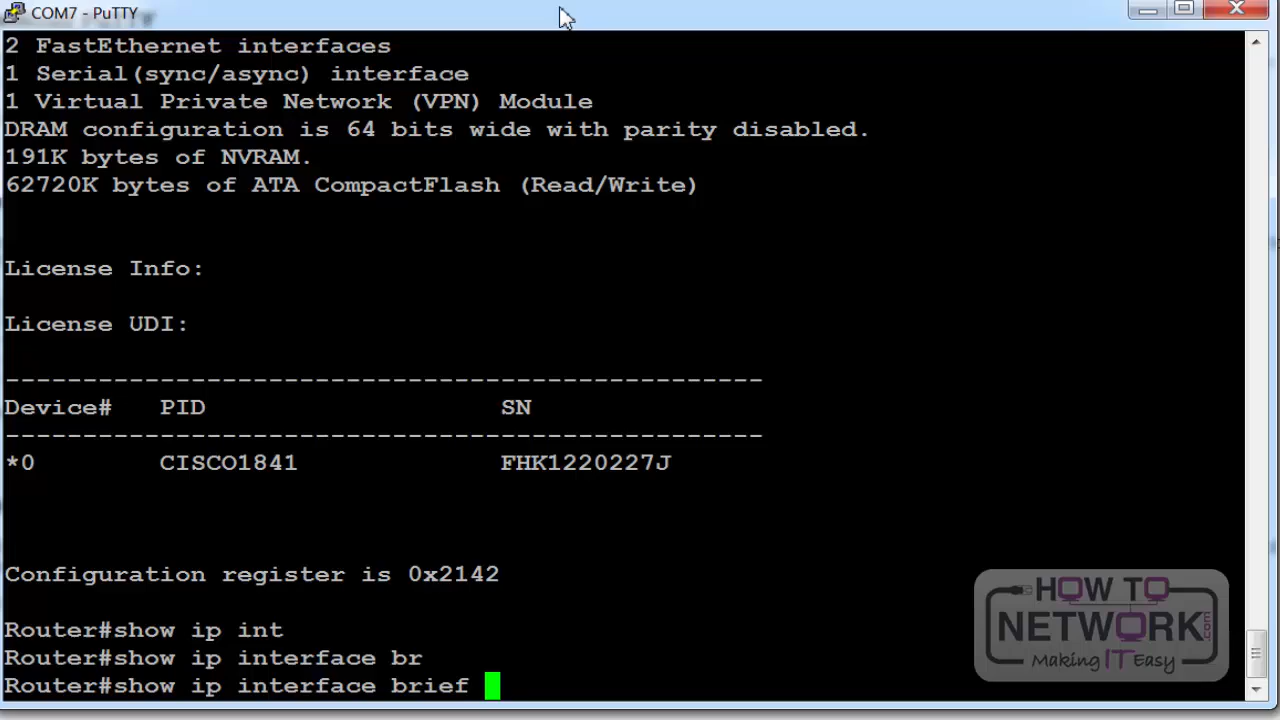 COM7 - PuTTY
2 FastEthernet interfaces
1 Serial(sync/async) interface
1 Virtual Private Network (VPN) Module
DRAM configuration is 64 bits wide with parity disabled.
191K bytes of NVRAM.
62720K bytes of ATA CompactFlash (Read/Write)
License Info:
License UDI:
-------------------------------------------------
Device#   PID                   SN
-------------------------------------------------
*0        CISCO1841             FHK1220227J
Configuration register is 0x2142
Router#show ip int
Router#show ip interface br
Router#show ip interface brief
HOW TO
NETWORK.com
Making IT Easy